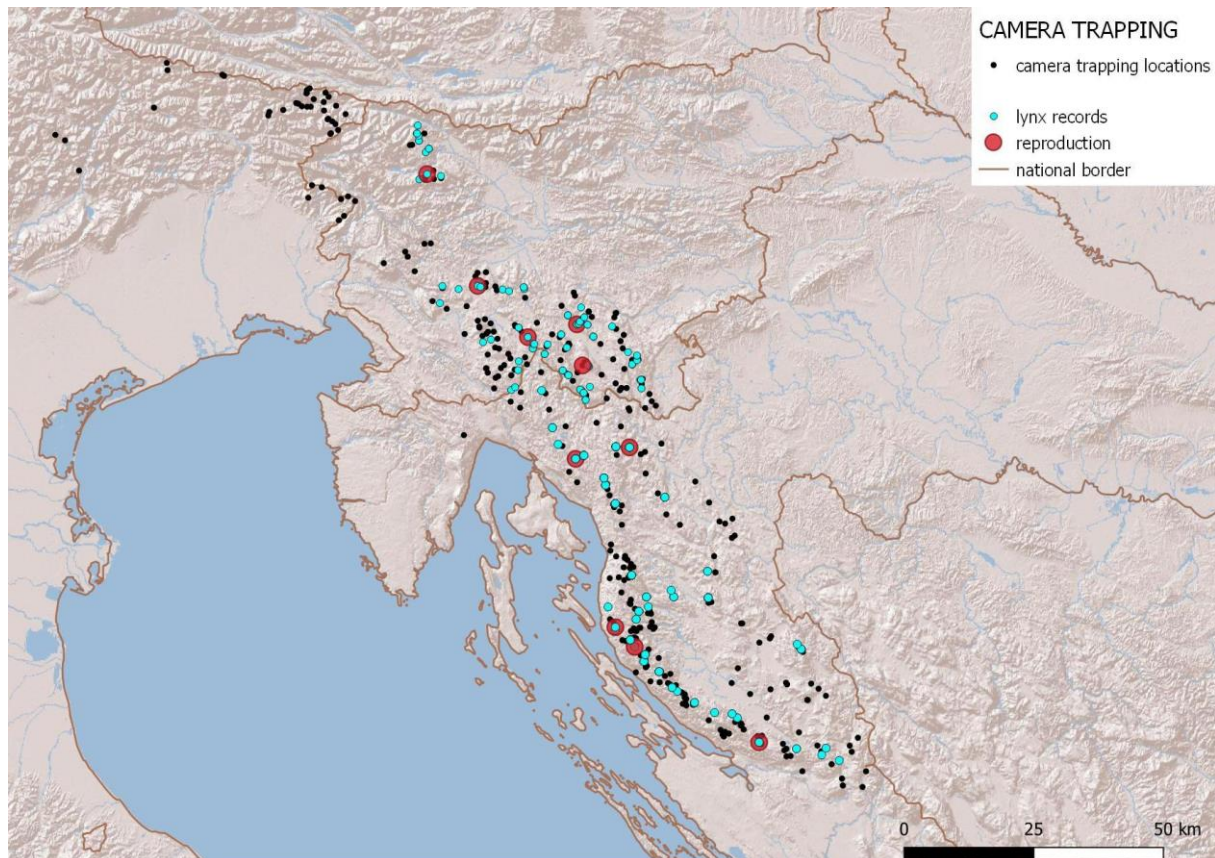 CAMERA TRAPPING
camera trapping locations
lynx records
reproduction
national border
0 25 50 km